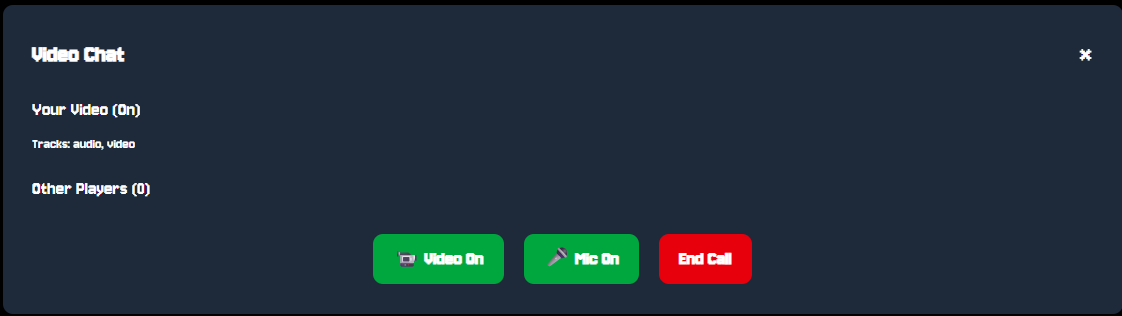 Video Chat
Your Video (On)
Tracks: audio, video
Other Players (0)
Video On
Mic On
End Call